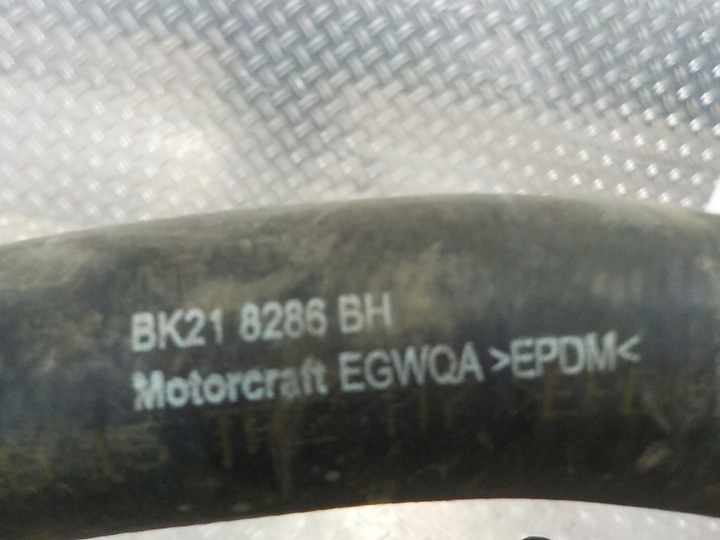 BK21 8286 BH
Motorcraft EGWQA >EPDM<